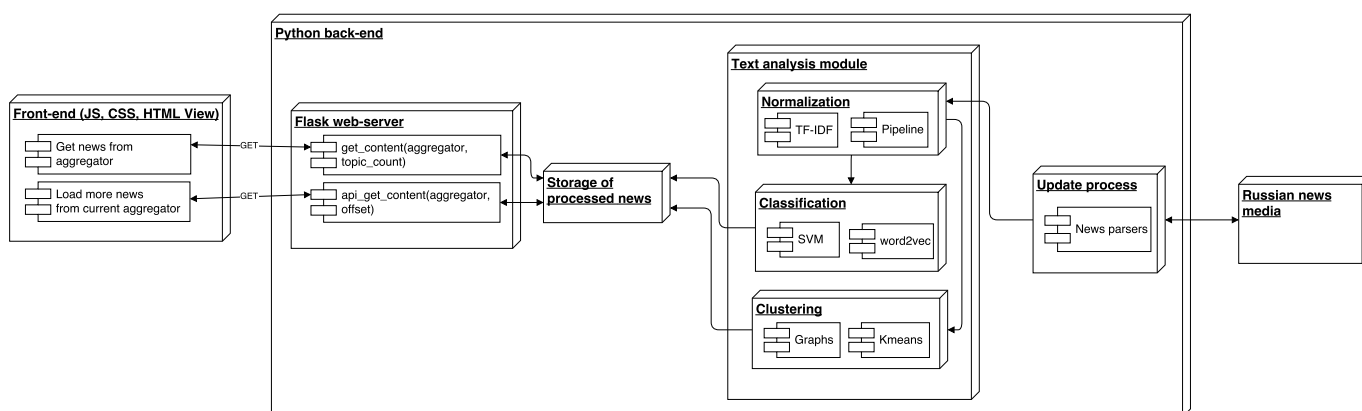 Python back-end
Front-end (JS, CSS, HTML View)
Get news from
aggregator
Load more news
from current aggregator
GET
GET
Flask web-server
get_content(aggregator,
topic_count)
api_get_content(aggregator,
offset)
Storage of
processed news
Text analysis module
Normalization
TF-IDF
Pipeline
Classification
SVM
word2vec
Clustering
Graphs
Kmeans
Update process
News parsers
Russian news
media